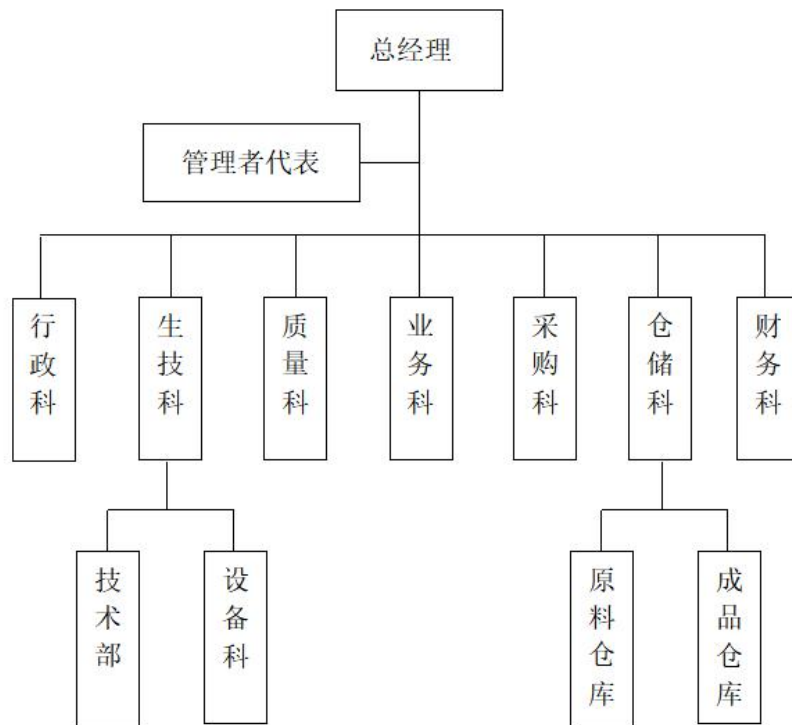 总经理
管理者代表
行政科
生技科
质量科
业务科
采购科
仓储科
财务科
技术部
设备科
原料仓库
成品仓库